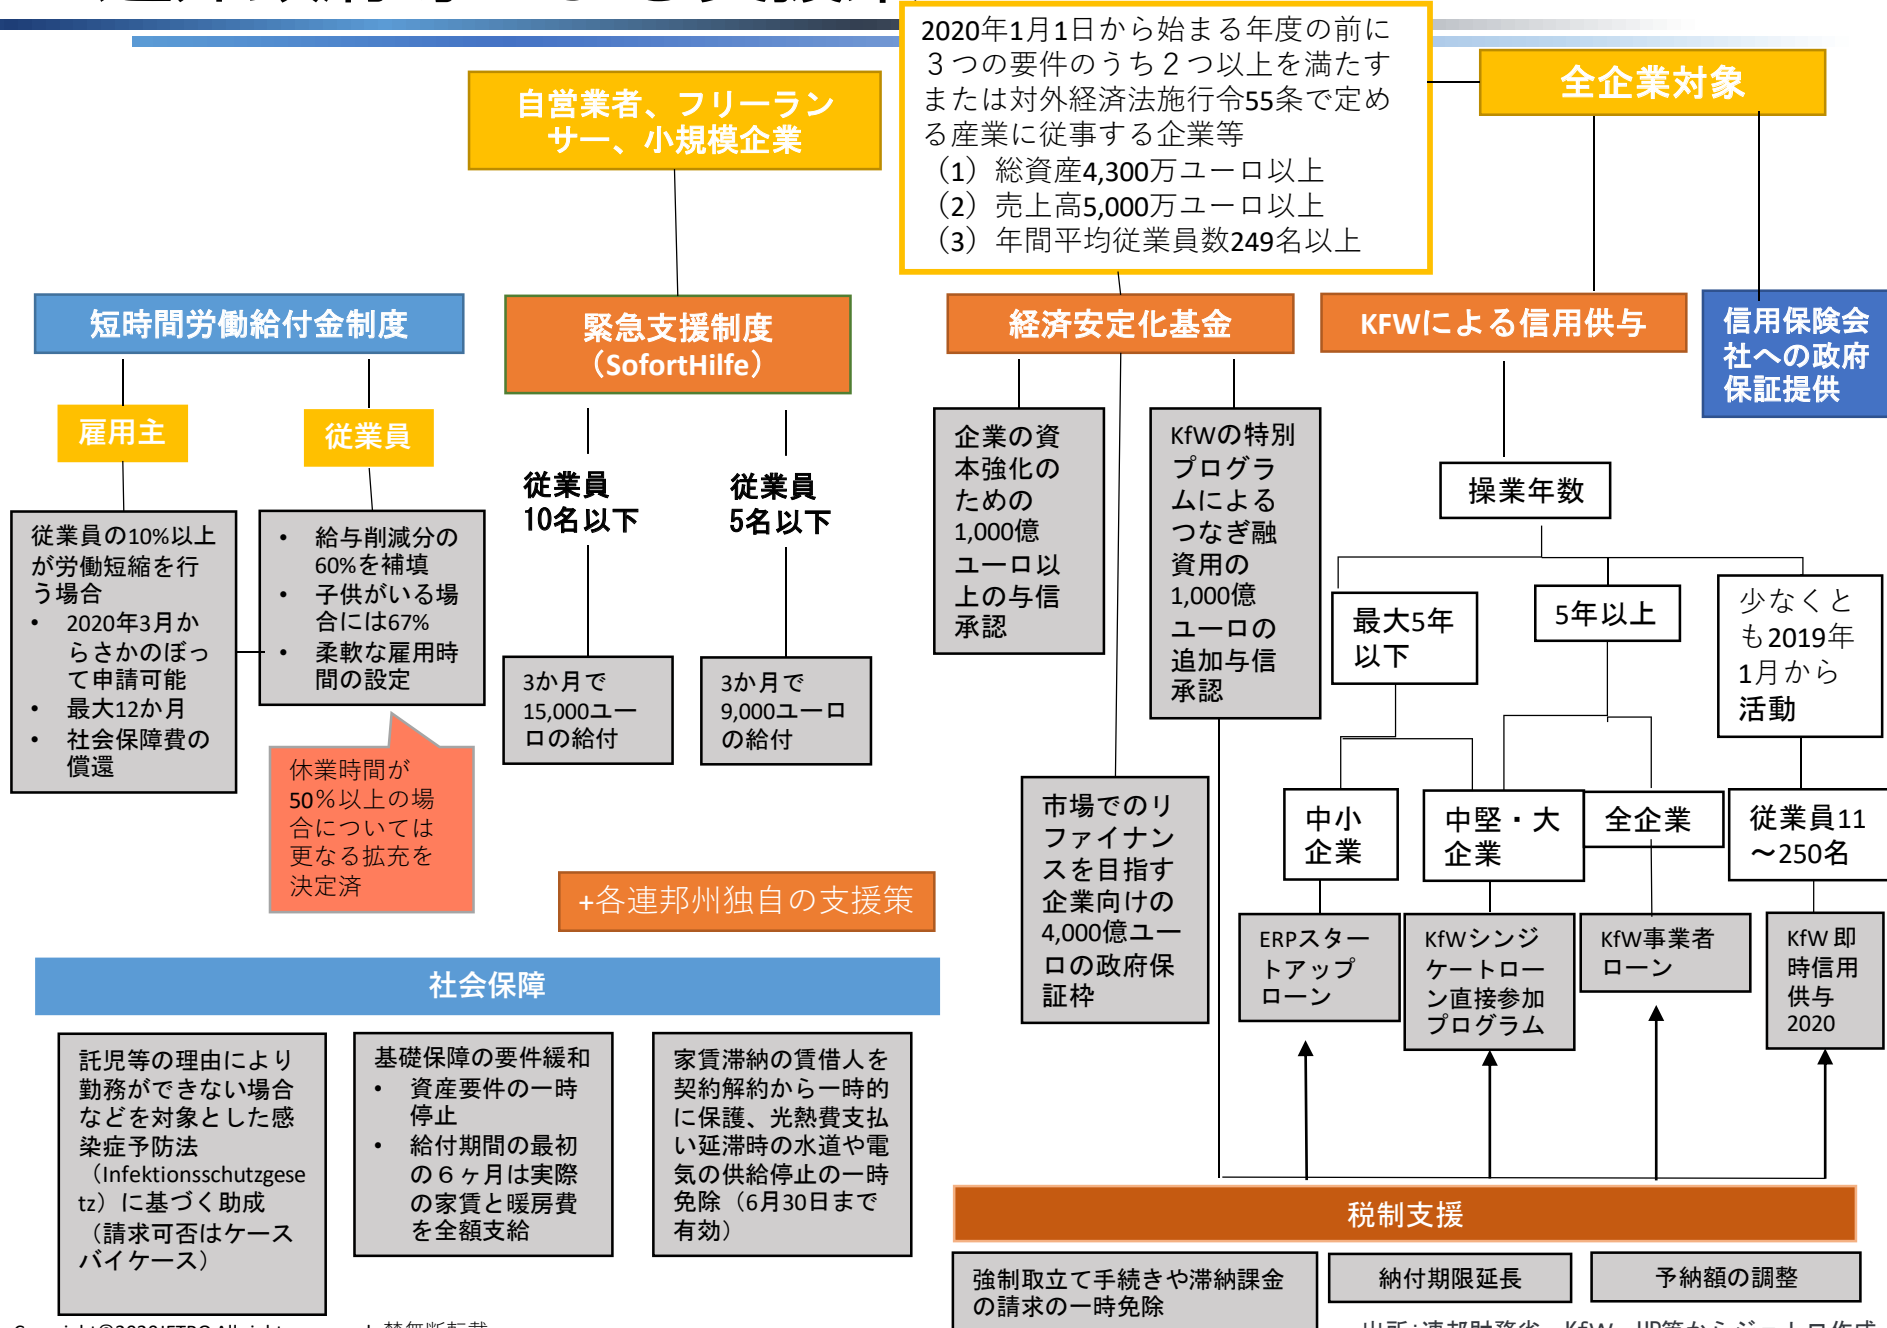 2020年1月1日から始まる年度の前に
３つの要件のうち２つ以上を満たす
または対外経済法施行令55条で定め
る産業に従事する企業等
（1）総資産4,300万ユーロ以上
（2）売上高5,000万ユーロ以上
（3）年間平均従業員数249名以上
全企業対象
自営業者、フリーラン
サー、小規模企業
短時間労働給付金制度
緊急支援制度
（SofortHilfe）
経済安定化基金
KFWによる信用供与
信用保険会
社への政府
保証提供
雇用主
従業員
従業員の10%以上
が労働短縮を行
う場合
• 2020年3月か
らさかのぼっ
て申請可能
• 最大12か月
• 社会保障費の
償還
• 給与削減分の
60%を補填
• 子供がいる場
合には67%
• 柔軟な雇用時
間の設定
休業時間が
50％以上の場
合については
更なる拡充を
決定済
従業員
10名以下
従業員
5名以下
3か月で
15,000ユー
ロの給付
3か月で
9,000ユーロ
の給付
+各連邦州独自の支援策
企業の資
本強化の
ための
1,000億
ユーロ以
上の与信
承認
KfWの特別
プログラ
ムによる
つなぎ融
資用の
1,000億
ユーロの
追加与信
承認
市場でのリ
ファイナン
スを目指す
企業向けの
4,000億ユー
ロの政府保
証枠
操業年数
最大5年
以下
5年以上
少なくと
も2019年
1月から
活動
中小
企業
中堅・大
企業
全企業
従業員11
～250名
ERPスター
トアップ
ローン
KfWシンジ
ケートロー
ン直接参加
プログラム
KfW事業者
ローン
KfW 即
時信用
供与
2020
社会保障
託児等の理由により
勤務ができない場合
などを対象とした感
染症予防法
（Infektionsschutzgese
tz）に基づく助成
（請求可否はケース
バイケース）
基礎保障の要件緩和
• 資産要件の一時
停止
• 給付期間の最初
の６ヶ月は実際
の家賃と暖房費
を全額支給
家賃滞納の賃借人を
契約解約から一時的
に保護、光熱費支払
い延滞時の水道や電
気の供給停止の一時
免除（6月30日まで
有効）
税制支援
強制取立て手続きや滞納課金
の請求の一時免除
納付期限延長
予納額の調整